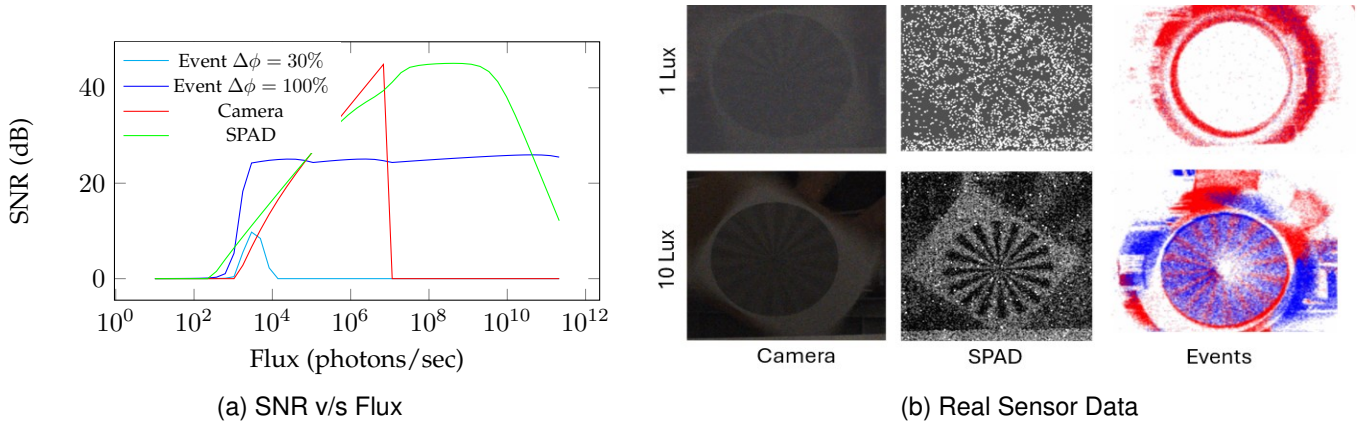 SNR (dB)
40
20
0
Event Δϕ = 30%
Event Δϕ = 100%
Camera
SPAD
10⁰ 10² 10⁴ 10⁶ 10⁸ 10¹⁰ 10¹²
Flux (photons/sec)
(a) SNR v/s Flux
1 Lux
10 Lux
Camera SPAD Events
(b) Real Sensor Data